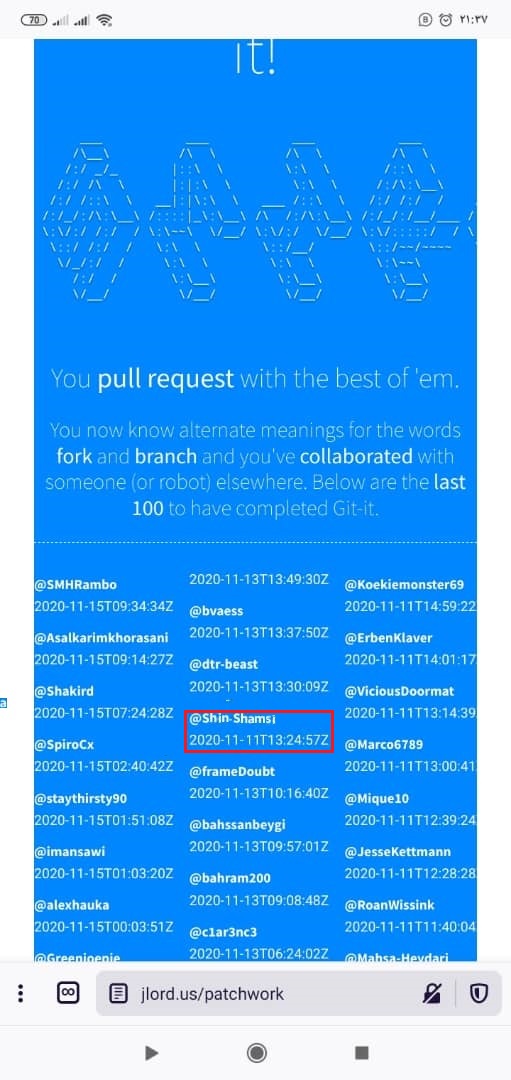 70
B
۲۱:۳۷
it!
You pull request with the best of 'em.
You now know alternate meanings for the words
fork and branch and you've collaborated with
someone (or robot) elsewhere. Below are the last
100 to have completed Git-it.
@SMHRambo
2020-11-15T09:34:34Z
@Asalkarimkhorasani
2020-11-15T09:14:27Z
@Shakird
2020-11-15T07:24:28Z
@SpiroCx
2020-11-15T02:40:42Z
@staythirsty90
2020-11-15T01:51:08Z
@imansawi
2020-11-15T01:03:20Z
@alexhauka
2020-11-15T00:03:51Z
@Greenjoenie
2020-11-13T13:49:30Z
@bvaess
2020-11-13T13:37:50Z
@dtr-beast
2020-11-13T13:30:09Z
@Shin.Shamsi
2020-11-11T13:24:57Z
@frameDoubt
2020-11-13T10:16:40Z
@bahssanbeygi
2020-11-13T09:57:01Z
@bahram200
2020-11-13T09:08:48Z
@c1ar3nc3
2020-11-13T06:24:02Z
@Koekiemonster69
2020-11-11T14:59:22
@ErbenKlaver
2020-11-11T14:01:17
@ViciousDoormat
2020-11-11T13:14:39
@Marco6789
2020-11-11T13:00:41
@Mique10
2020-11-11T12:39:24
@JesseKettmann
2020-11-11T12:28:28
@RoanWissink
2020-11-11T11:40:04
@Mahsa-Heydari
a
jlord.us/patchwork